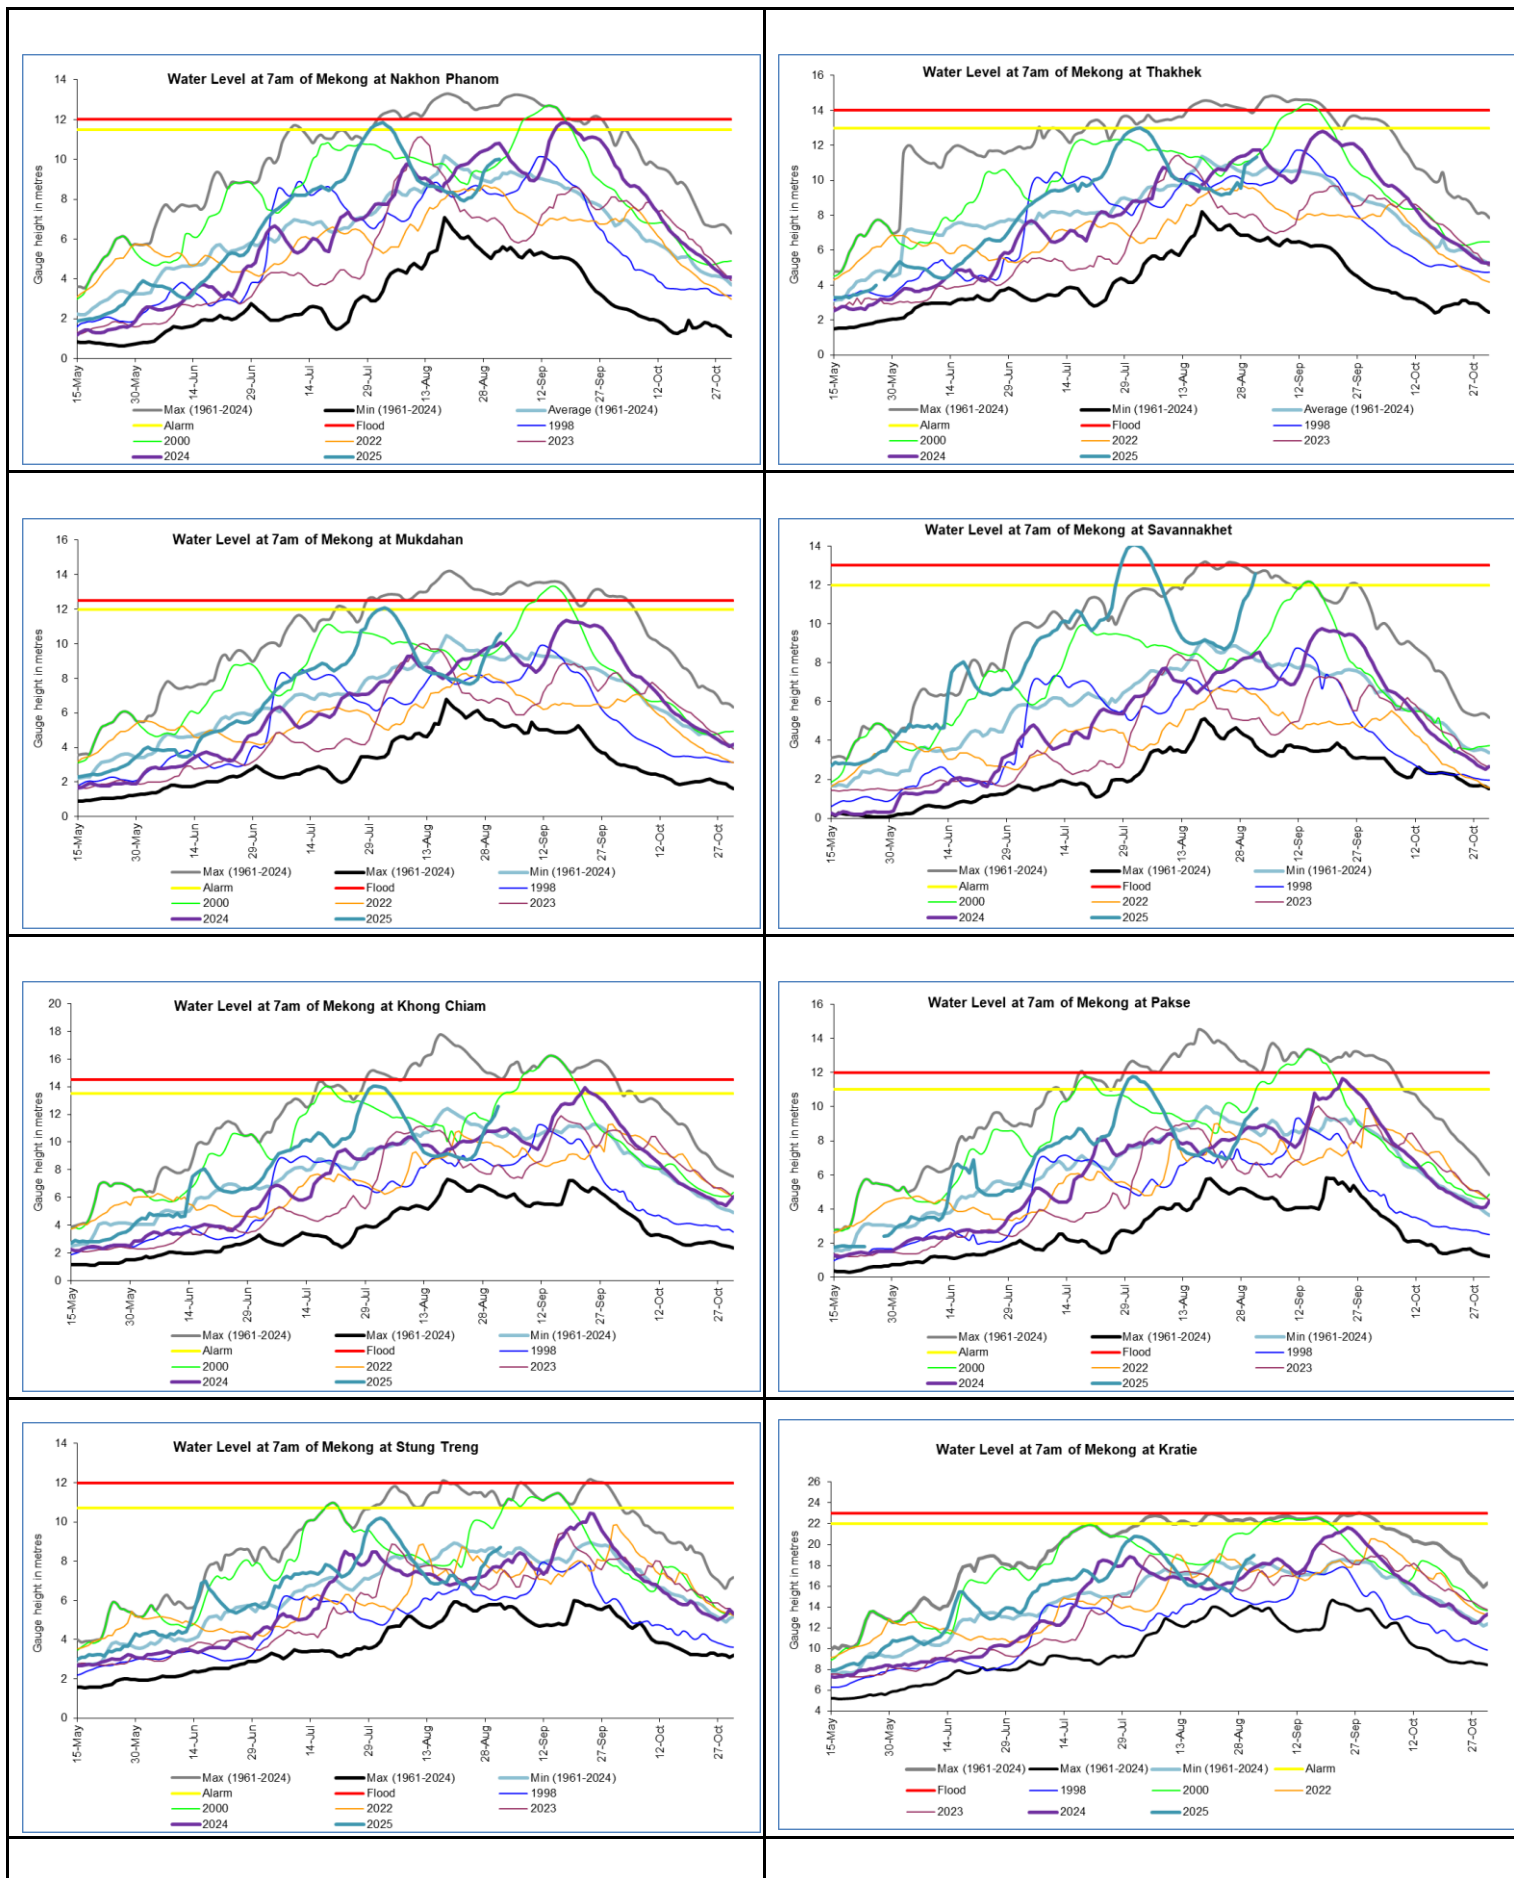 Water Level at 7am of Mekong at Nakhon Phanom
14
12
10
8
6
4
2
0
Gauge height in metres
15-May 30-May 14-Jun 29-Jun 14-Jul 29-Jul 13-Aug 28-Aug 12-Sep 27-Sep 12-Oct 27-Oct
Max (1961-2024) Min (1961-2024) Average (1961-2024)
Alarm Flood 1998
2000 2022 2023
2024 2025
Water Level at 7am of Mekong at Thakhek
16
14
12
10
8
6
4
2
0
Gauge height in metres
15-May 30-May 14-Jun 29-Jun 14-Jul 29-Jul 13-Aug 28-Aug 12-Sep 27-Sep 12-Oct 27-Oct
Max (1961-2024) Min (1961-2024) Average (1961-2024)
Alarm Flood 1998
2000 2022 2023
2024 2025
Water Level at 7am of Mekong at Mukdahan
16
14
12
10
8
6
4
2
0
Gauge height in metres
15-May 30-May 14-Jun 29-Jun 14-Jul 29-Jul 13-Aug 28-Aug 12-Sep 27-Sep 12-Oct 27-Oct
Max (1961-2024) Max (1961-2024) Min (1961-2024)
Alarm Flood 1998
2000 2022 2023
2024 2025
Water Level at 7am of Mekong at Savannakhet
14
12
10
8
6
4
2
0
Gauge height in metres
15-May 30-May 14-Jun 29-Jun 14-Jul 29-Jul 13-Aug 28-Aug 12-Sep 27-Sep 12-Oct 27-Oct
Max (1961-2024) Max (1961-2024) Min (1961-2024)
Alarm Flood 1998
2000 2022 2023
2024 2025
Water Level at 7am of Mekong at Khong Chiam
20
18
16
14
12
10
8
6
4
2
0
Gauge height in metres
15-May 30-May 14-Jun 29-Jun 14-Jul 29-Jul 13-Aug 28-Aug 12-Sep 27-Sep 12-Oct 27-Oct
Max (1961-2024) Max (1961-2024) Min (1961-2024)
Alarm Flood 1998
2000 2022 2023
2024 2025
Water Level at 7am of Mekong at Pakse
16
14
12
10
8
6
4
2
0
Gauge height in metres
15-May 30-May 14-Jun 29-Jun 14-Jul 29-Jul 13-Aug 28-Aug 12-Sep 27-Sep 12-Oct 27-Oct
Max (1961-2024) Max (1961-2024) Min (1961-2024)
Alarm Flood 1998
2000 2022 2023
2024 2025
Water Level at 7am of Mekong at Stung Treng
14
12
10
8
6
4
2
0
Gauge height in metres
15-May 30-May 14-Jun 29-Jun 14-Jul 29-Jul 13-Aug 28-Aug 12-Sep 27-Sep 12-Oct 27-Oct
Max (1961-2024) Max (1961-2024) Min (1961-2024)
Alarm Flood 1998
2000 2022 2023
2024 2025
Water Level at 7am of Mekong at Kratie
26
24
22
20
18
16
14
12
10
8
6
4
Gauge height in metres
15-May 30-May 14-Jun 29-Jun 14-Jul 29-Jul 13-Aug 28-Aug 12-Sep 27-Sep 12-Oct 27-Oct
Max (1961-2024) Max (1961-2024) Min (1961-2024) Alarm
Flood 1998 2000 2022
2023 2024 2025